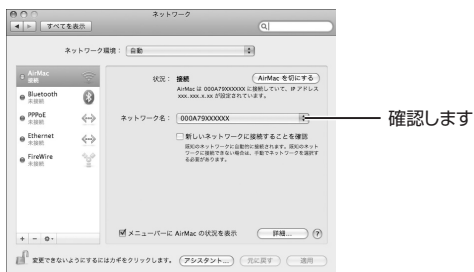 ネットワーク
すべてを表示
ネットワーク環境： 自動
AirMac
接続
Bluetooth
未接続
PPPoE
未接続
Ethernet
未接続
FireWire
未接続
状況： 接続
AirMac を切にする
AirMac は 000A79XXXXXX に接続していて、IP アドレス
xxx.xxx.x.xx が設定されています。
ネットワーク名： 000A79XXXXXX
確認します
新しいネットワークに接続することを確認
既知のネットワークに自動的に接続されます。既知のネット
ワークに接続できない場合は、手動でネットワークを選択す
る必要があります。
メニューバーに AirMac の状況を表示
詳細...
?
変更できないようにするにはカギをクリックします。
アシスタント...
元に戻す
適用